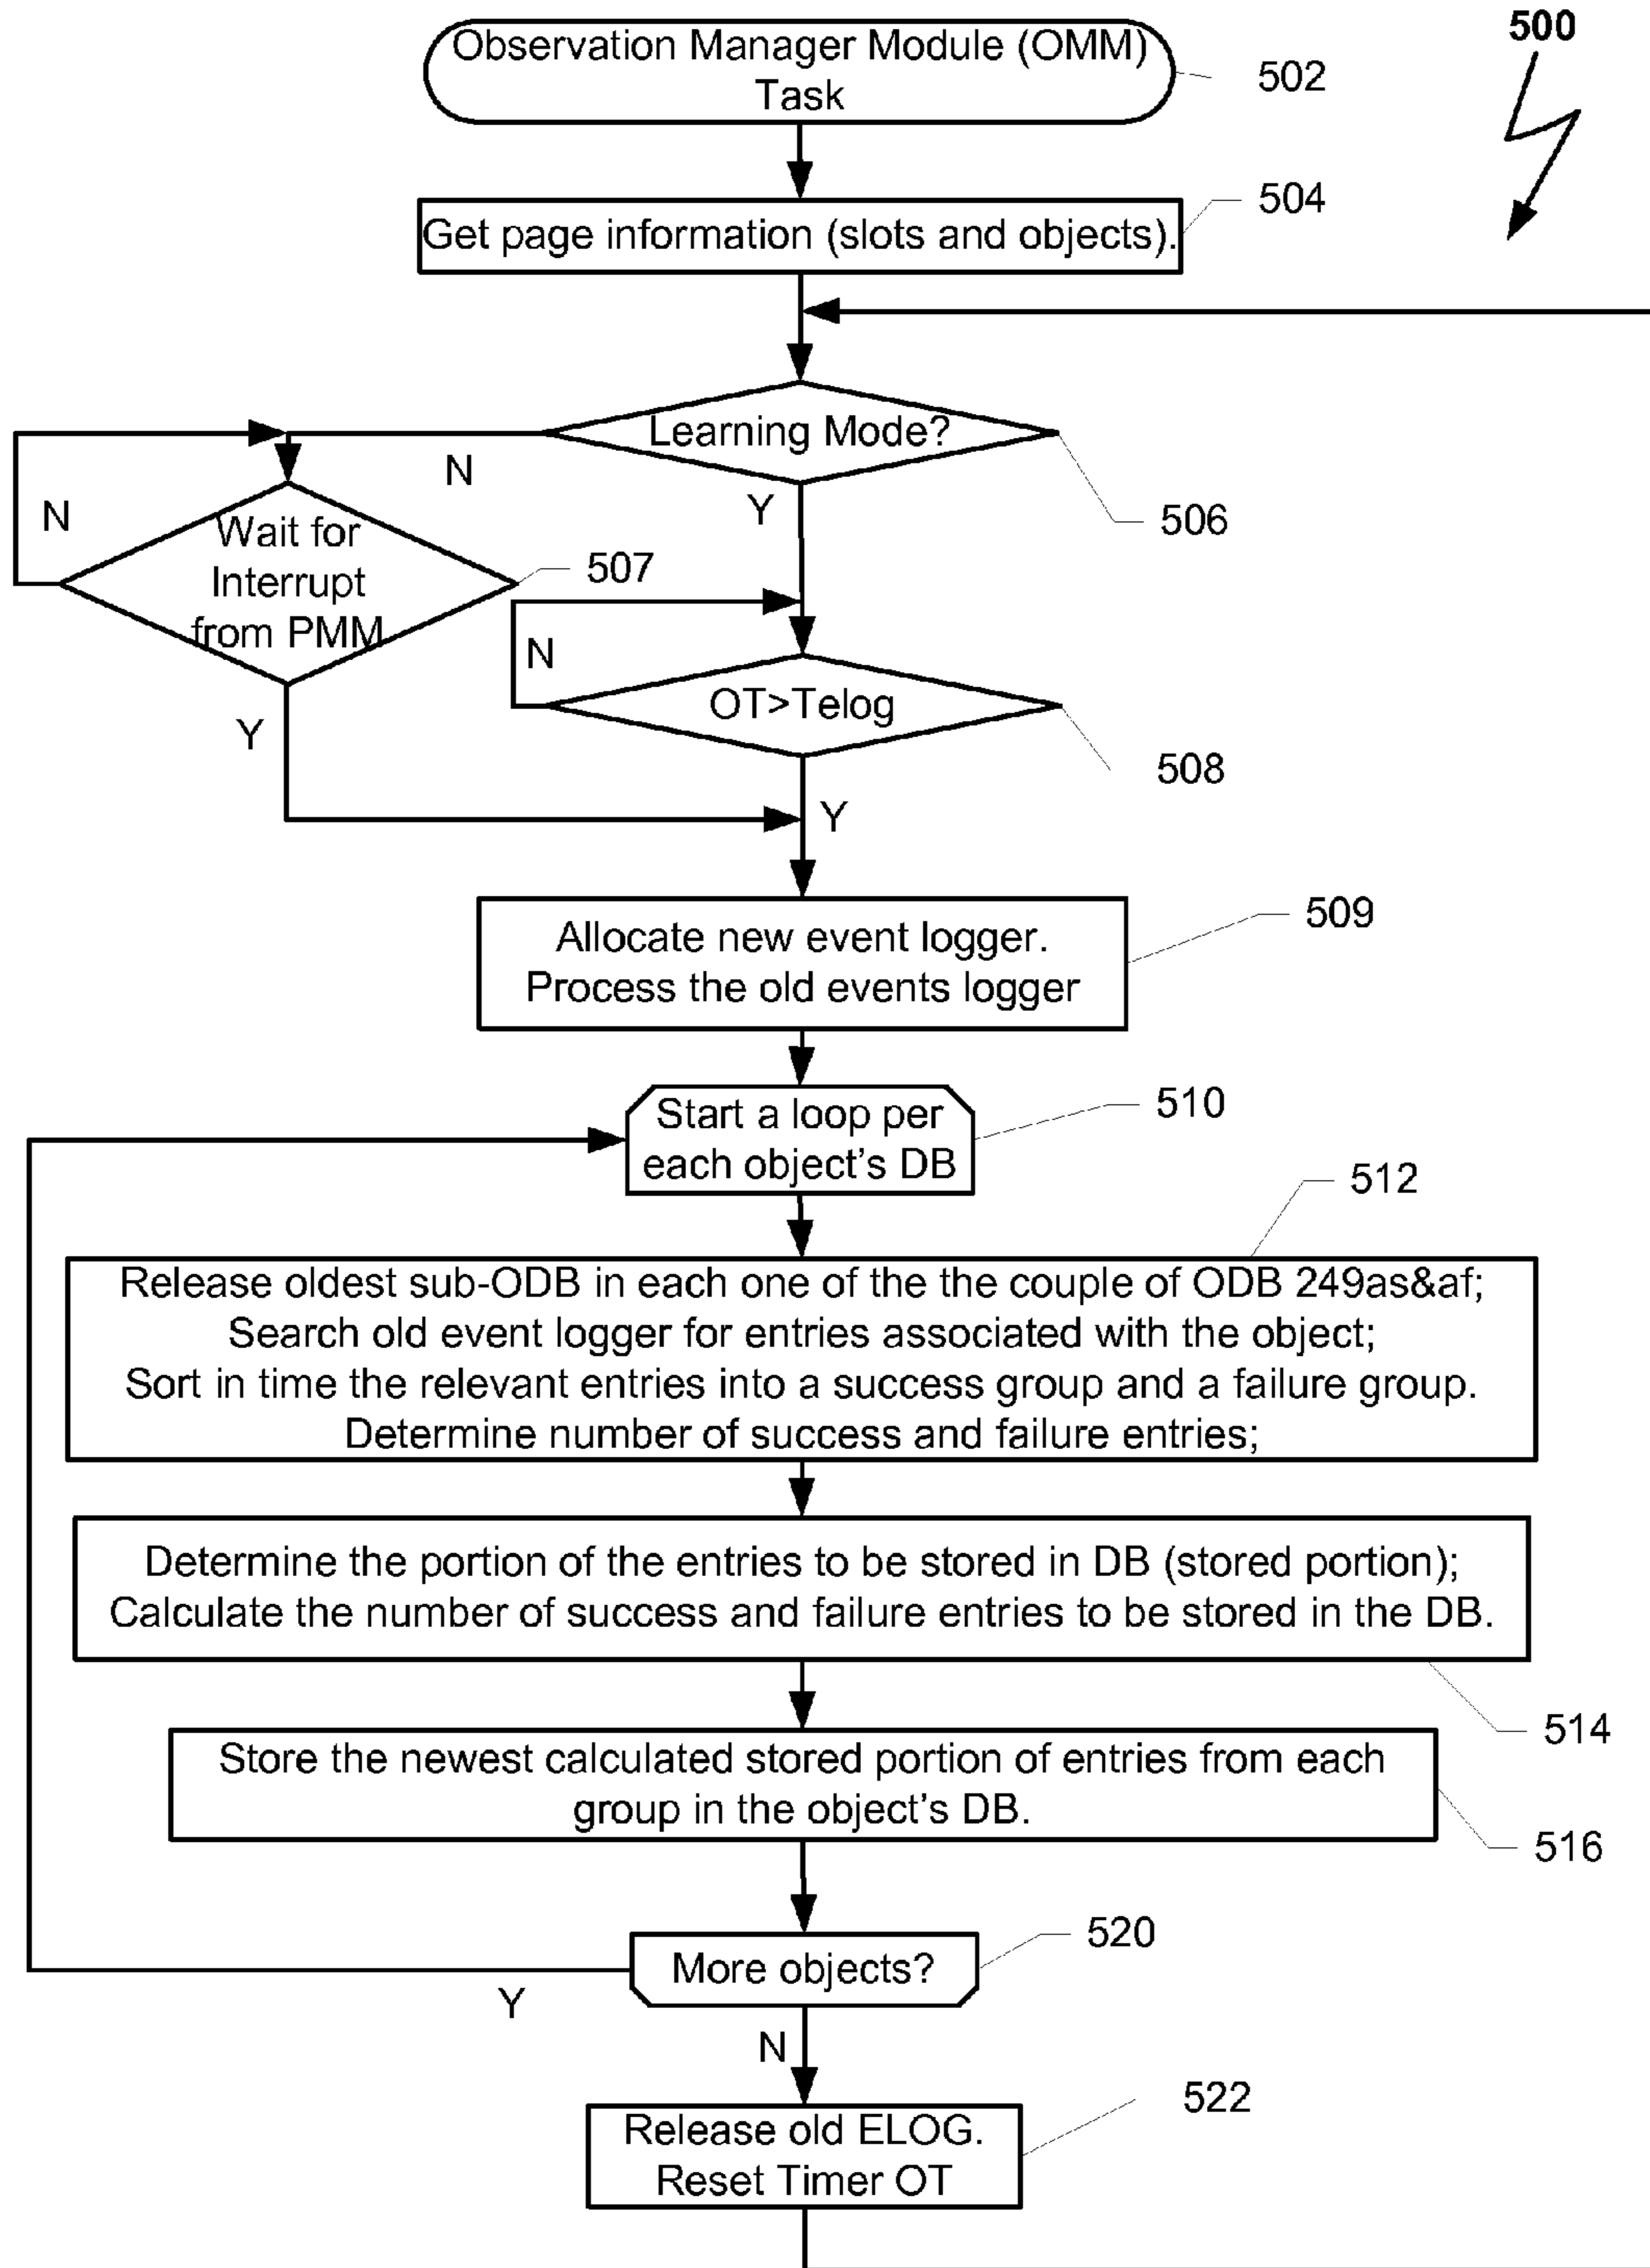 500
Observation Manager Module (OMM)
Task
502
504
Get page information (slots and objects).
Learning Mode?
N
Y
506
N
Wait for
Interrupt
from PMM
507
N
OT>Telog
Y
508
Y
509
Allocate new event logger.
Process the old events logger
510
Start a loop per
each object's DB
512
Release oldest sub-ODB in each one of the the couple of ODB 249as&af;
Search old event logger for entries associated with the object;
Sort in time the relevant entries into a success group and a failure group.
Determine number of success and failure entries;
Determine the portion of the entries to be stored in DB (stored portion);
Calculate the number of success and failure entries to be stored in the DB.
514
Store the newest calculated stored portion of entries from each
group in the object's DB.
516
520
More objects?
Y
N
522
Release old ELOG.
Reset Timer OT